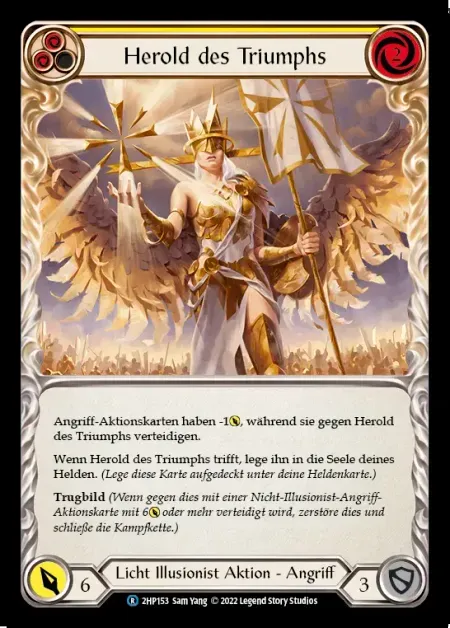 Herold des Triumphs
2
Angriff-Aktionskarten haben -1, während sie gegen Herold
des Triumphs verteidigen.
Wenn Herold des Triumphs trifft, lege ihn in die Seele deines
Helden. (Lege diese Karte aufgedeckt unter deine Heldenkarte.)
Trugbild (Wenn gegen dies mit einer Nicht-Illusionist-Angriff-
Aktionskarte mit 6 oder mehr verteidigt wird, zerstöre dies und
schließe die Kampfkette.)
6
Licht Illusionist Aktion - Angriff
3
R 2HP153 Sam Yang © 2022 Legend Story Studios